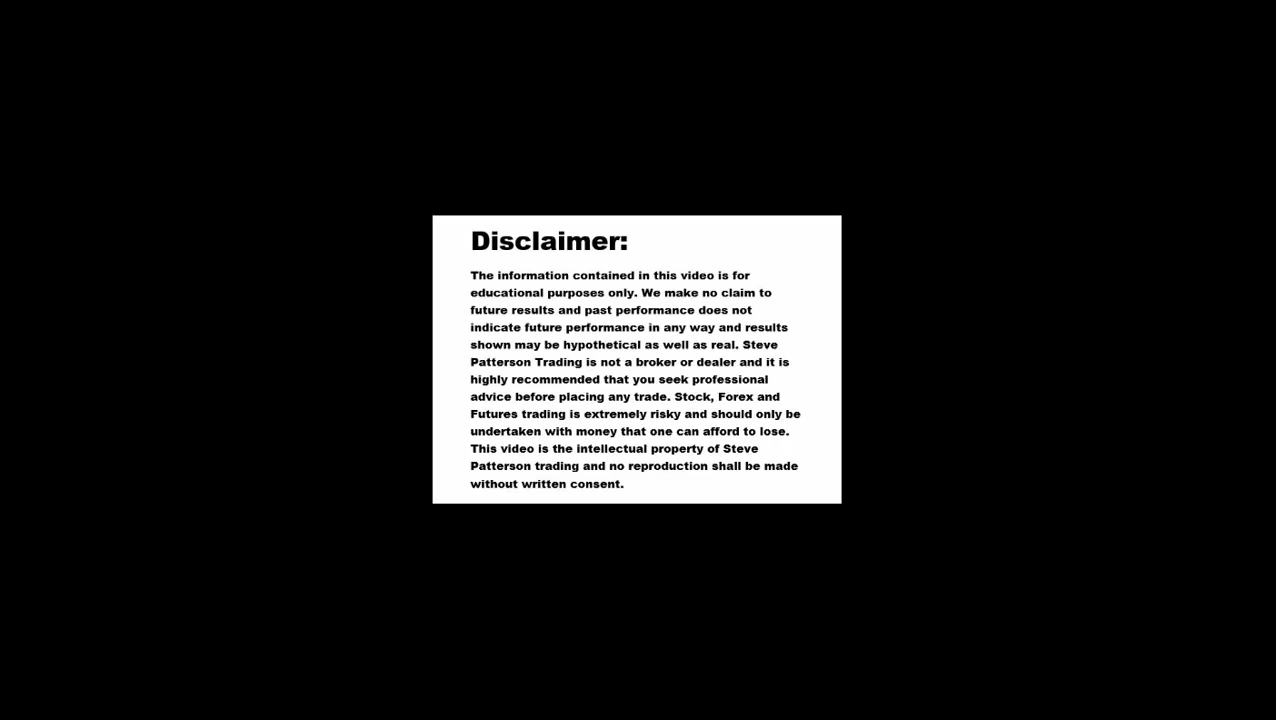 Disclaimer:
The information contained in this video is for
educational purposes only. We make no claim to
future results and past performance does not
indicate future performance in any way and results
shown may be hypothetical as well as real. Steve
Patterson Trading is not a broker or dealer and it is
highly recommended that you seek professional
advice before placing any trade. Stock, Forex and
Futures trading is extremely risky and should only be
undertaken with money that one can afford to lose.
This video is the intellectual property of Steve
Patterson trading and no reproduction shall be made
without written consent.